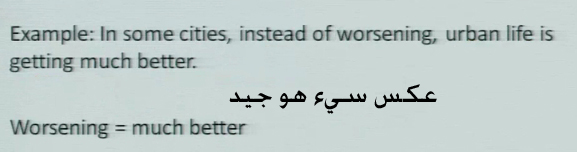 Example: In some cities, instead of worsening, urban life is
getting much better.
عكس سيء هو جيد
Worsening = much better